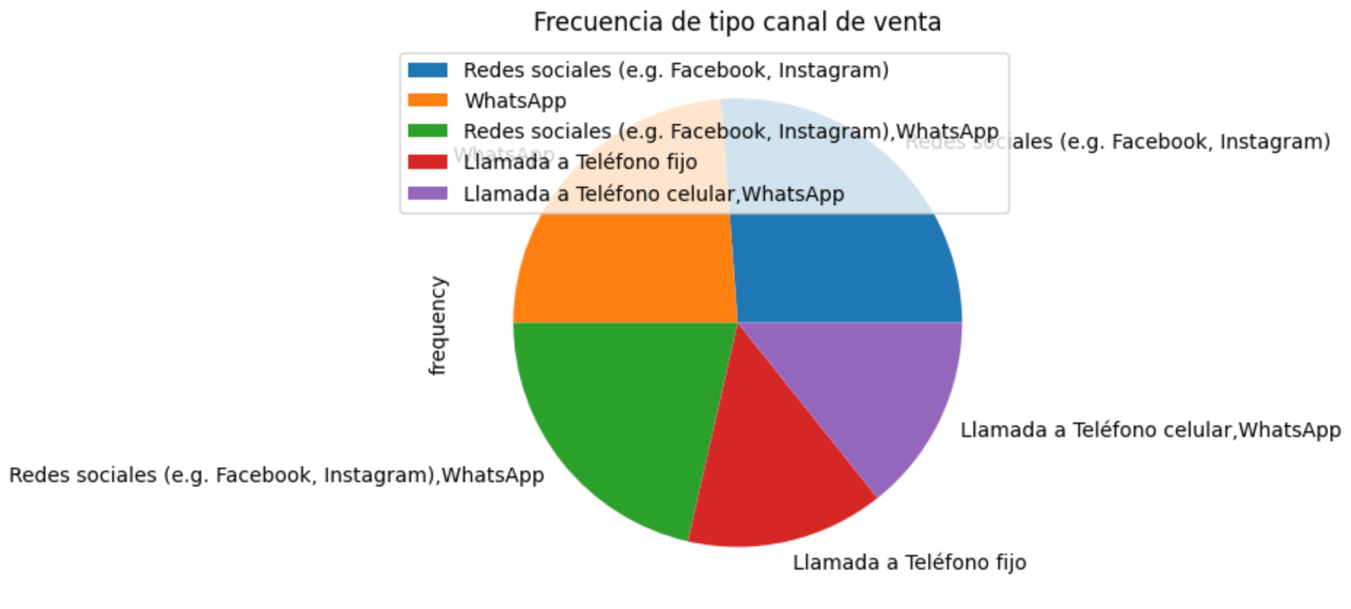 Frecuencia de tipo canal de venta
Redes sociales (e.g. Facebook, Instagram)
WhatsApp
Redes sociales (e.g. Facebook, Instagram),WhatsApp
Llamada a Teléfono fijo
Llamada a Teléfono celular,WhatsApp
Redes sociales (e.g. Facebook, Instagram)
WhatsApp
frequency
Llamada a Teléfono celular,WhatsApp
Redes sociales (e.g. Facebook, Instagram),WhatsApp
Llamada a Teléfono fijo